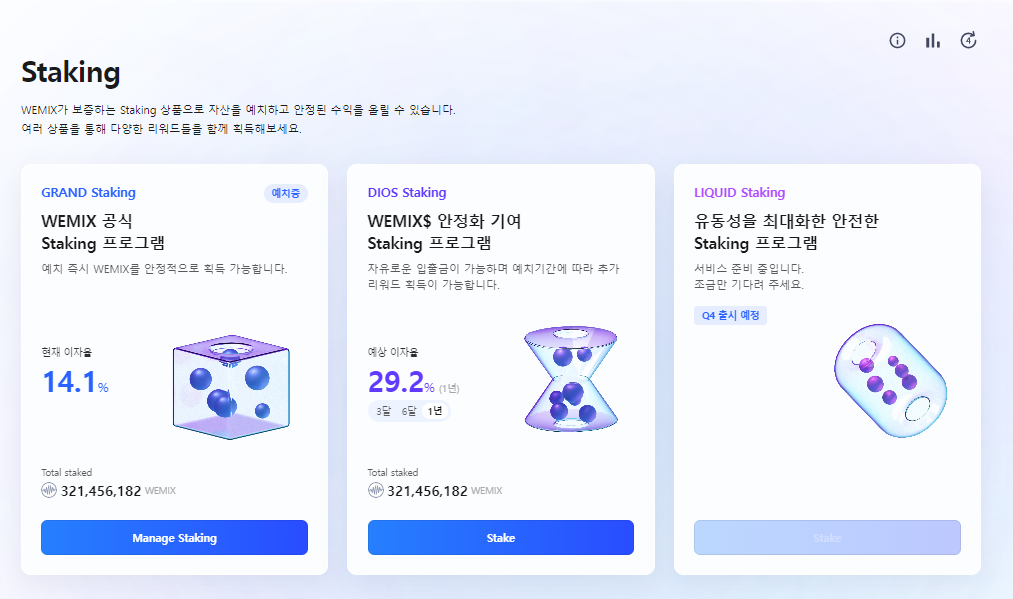 4
Staking
WEMIX가 보증하는 Staking 상품으로 자산을 예치하고 안정된 수익을 올릴 수 있습니다.
여러 상품을 통해 다양한 리워드들을 함께 획득해보세요.
GRAND Staking
예치중
WEMIX 공식
Staking 프로그램
예치 즉시 WEMIX를 안정적으로 획득 가능합니다.
현재 이자율
14.1%
Total staked
321,456,182 WEMIX
Manage Staking
DIOS Staking
WEMIX$ 안정화 기여
Staking 프로그램
자유로운 입출금이 가능하며 예치기간에 따라 추가
리워드 획득이 가능합니다.
예상 이자율
29.2% (1년)
3달 6달 1년
Total staked
321,456,182 WEMIX
Stake
LIQUID Staking
유동성을 최대화한 안전한
Staking 프로그램
서비스 준비 중입니다.
조금만 기다려 주세요.
Q4 출시 예정
Stake